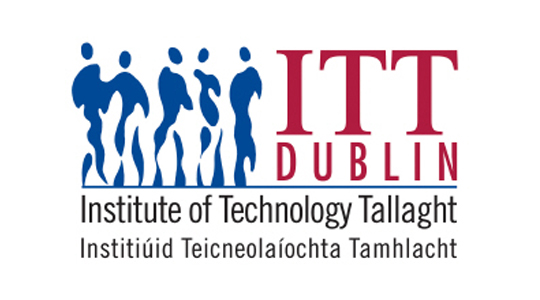 ITT
DUBLIN
Institute of Technology Tallaght
Institiúid Teicneolaíochta Tamhlacht